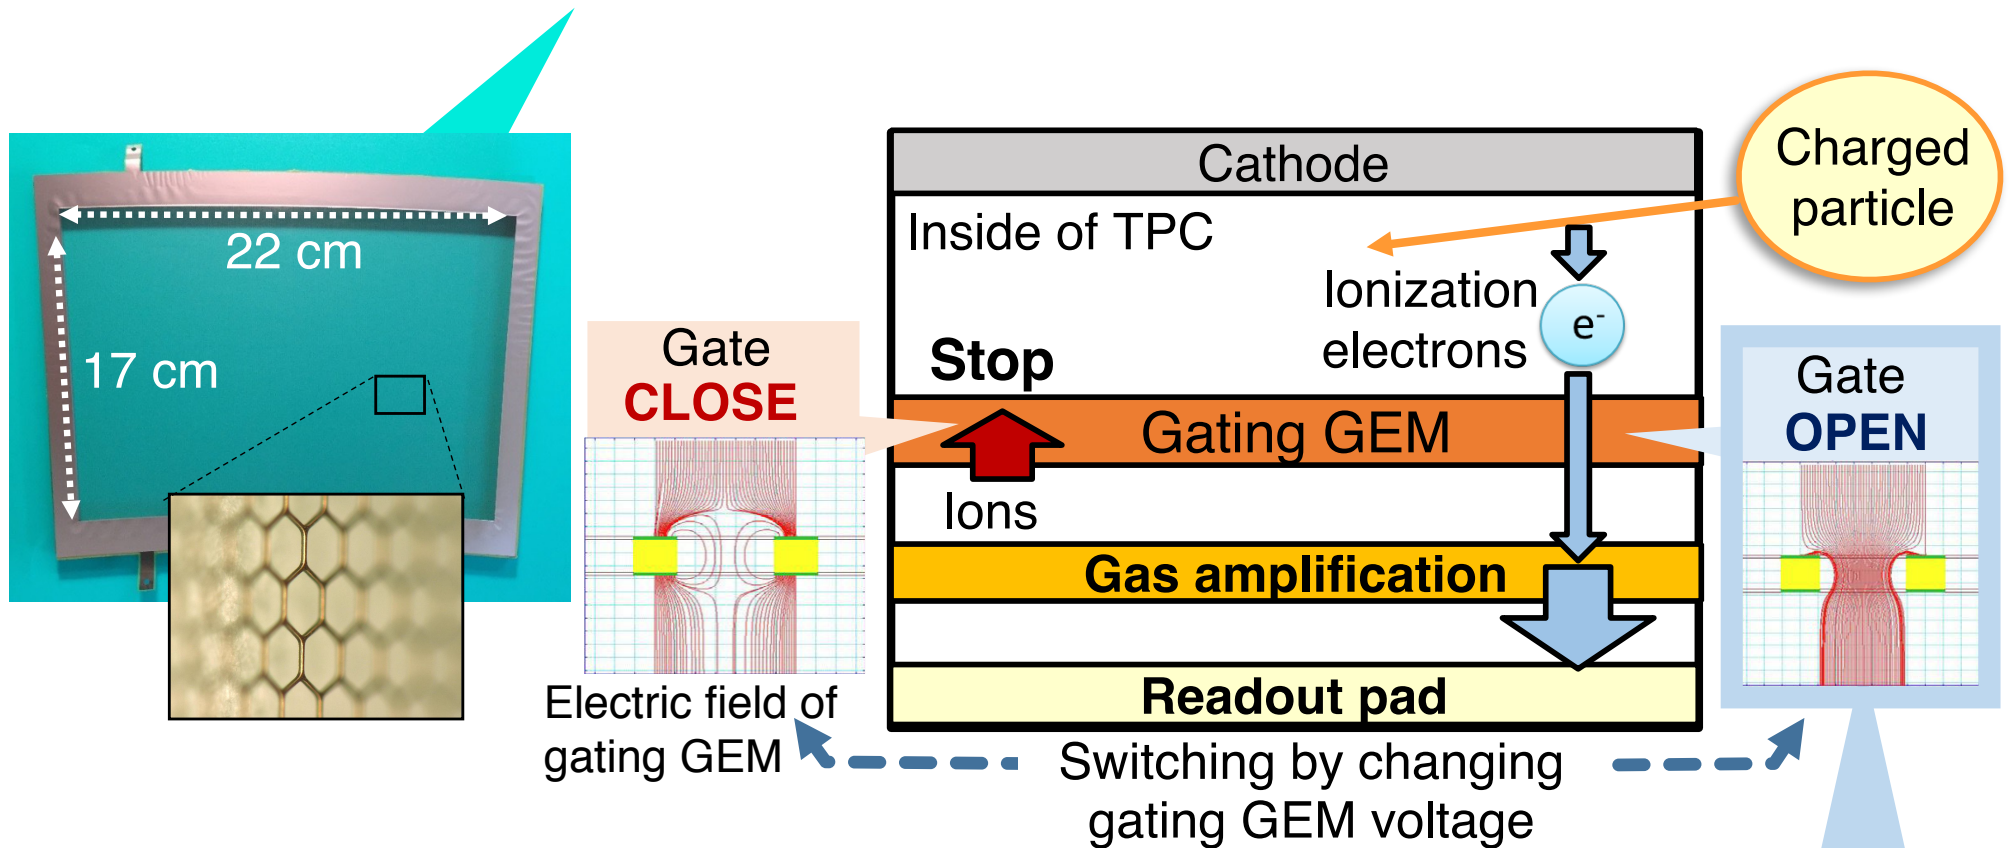 22 cm
17 cm
Gate
CLOSE
Electric field of
gating GEM
Cathode
Inside of TPC
Ionization
electrons
e-
Stop
Gating GEM
Ions
Gas amplification
Readout pad
Switching by changing
gating GEM voltage
Charged
particle
Gate
OPEN